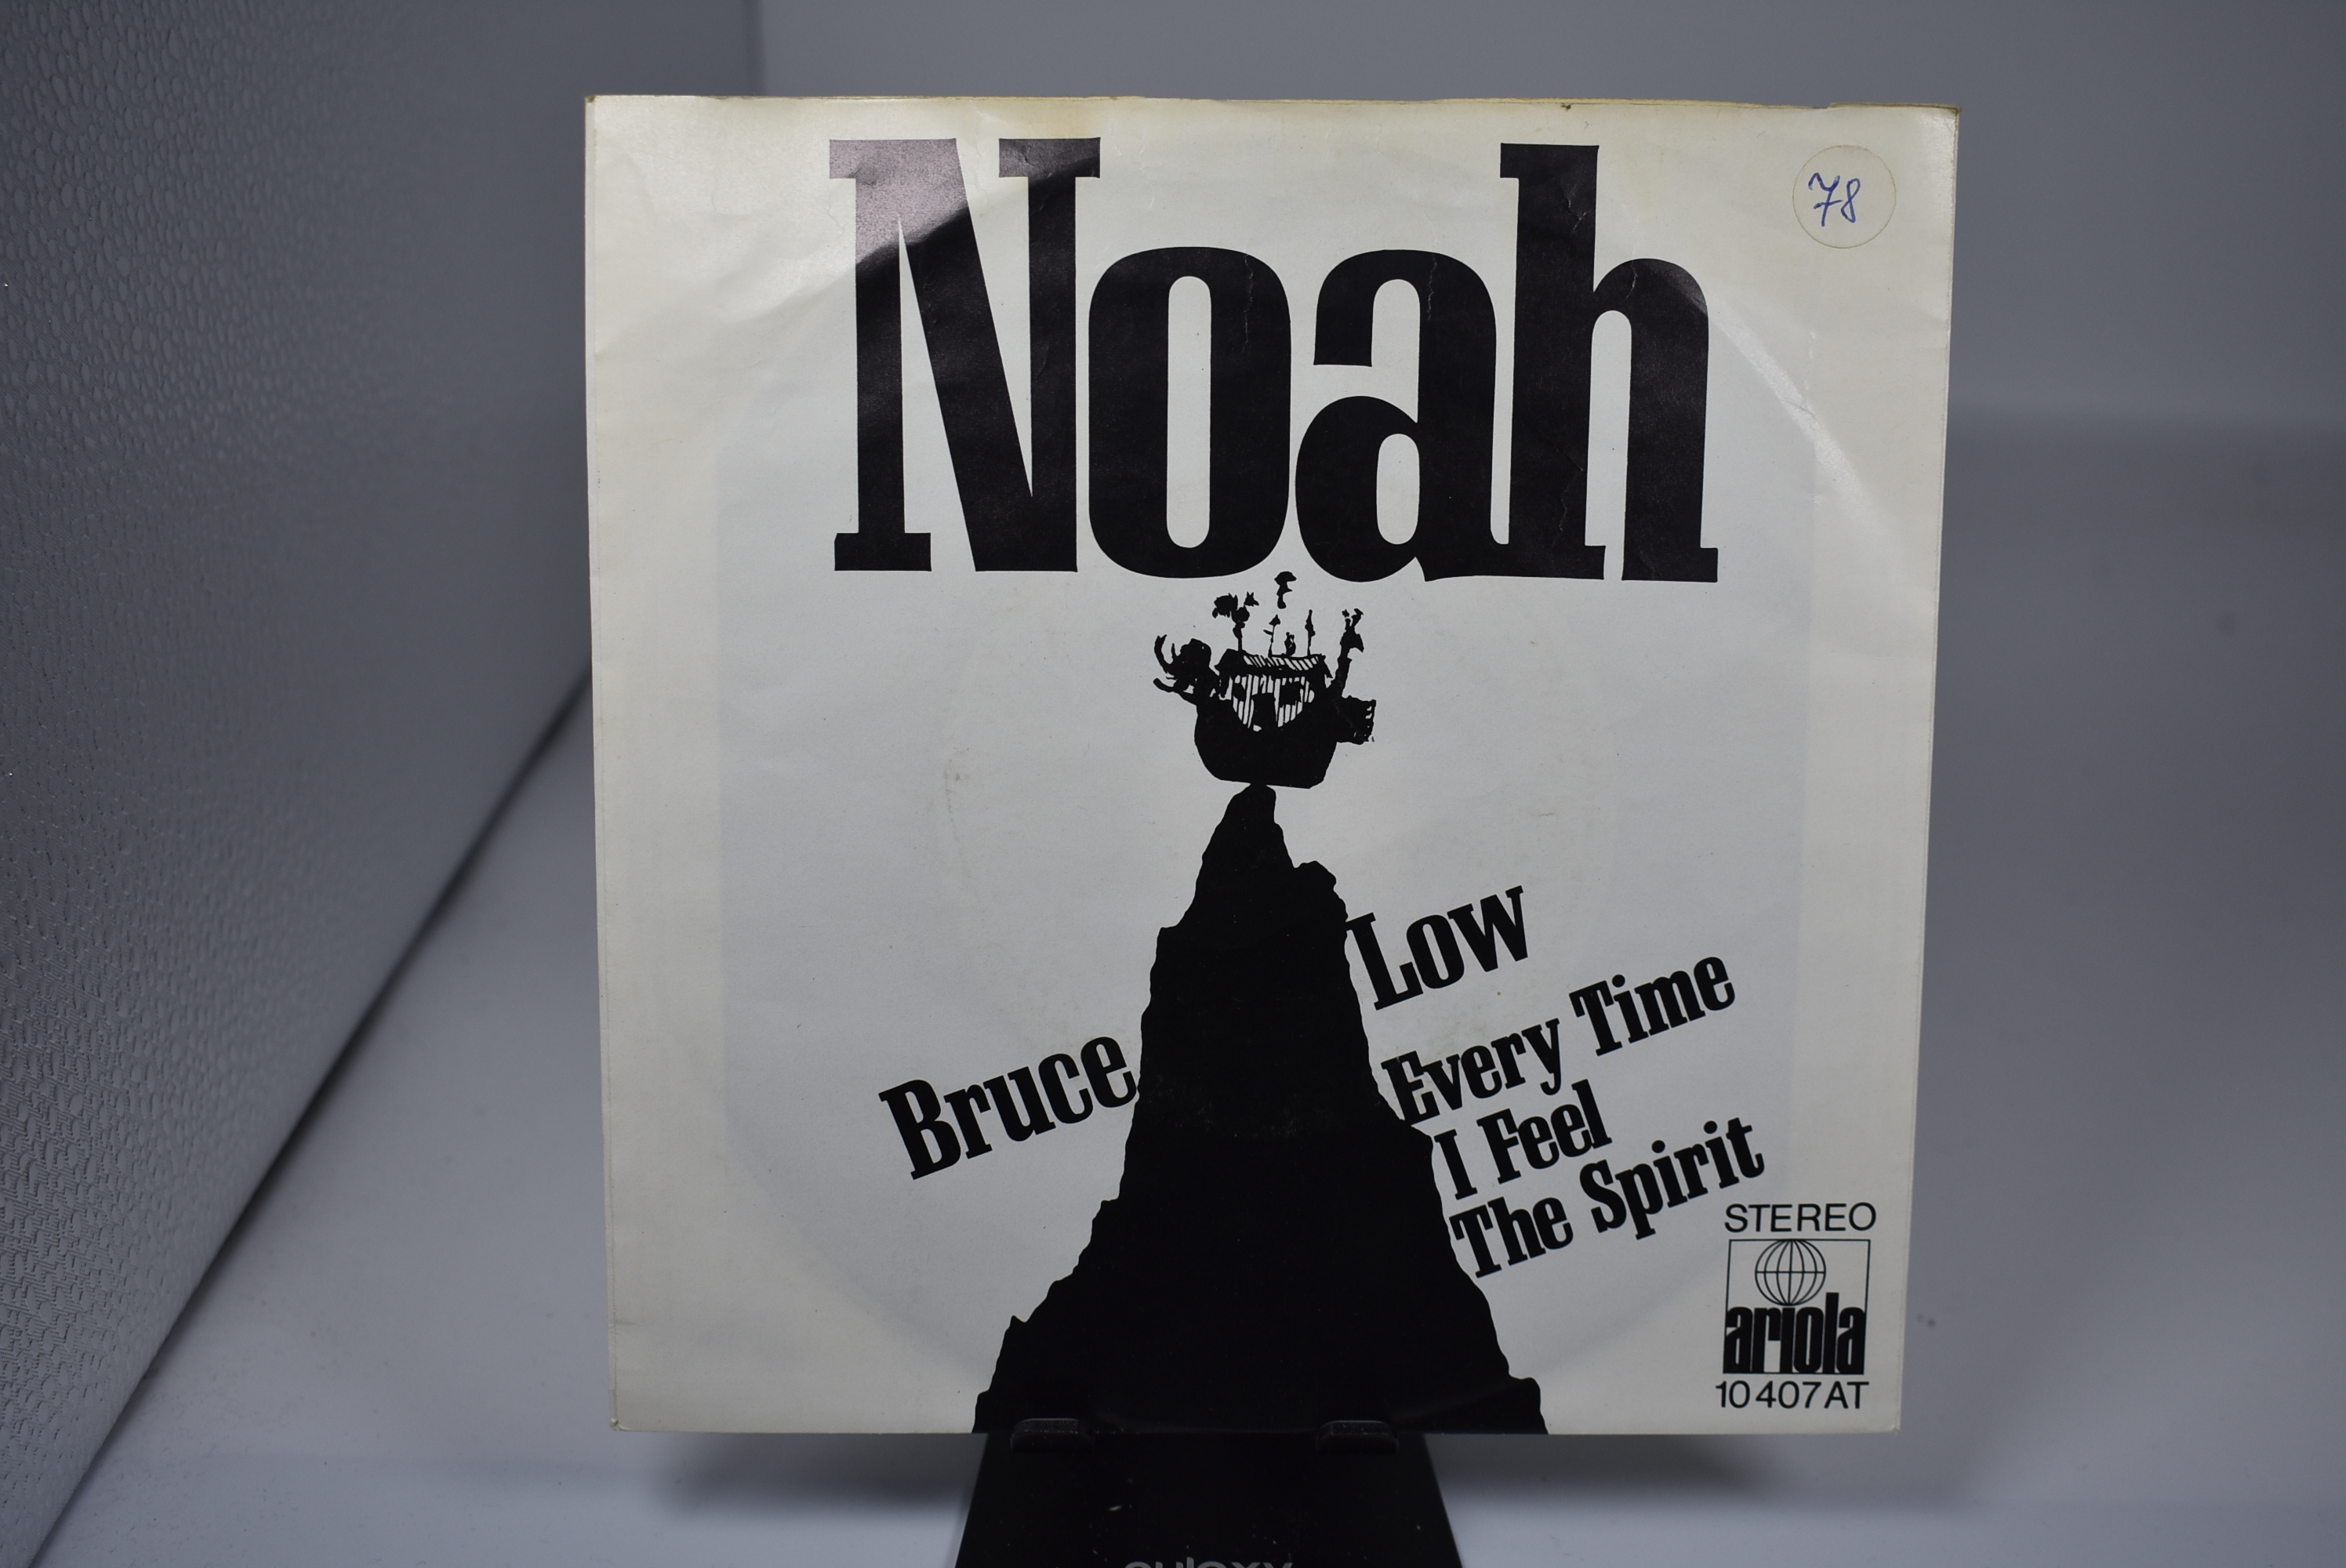 Noah
78
Low
Bruce
Every Time
I Feel
The Spirit
STEREO
ariola
10 407 AT